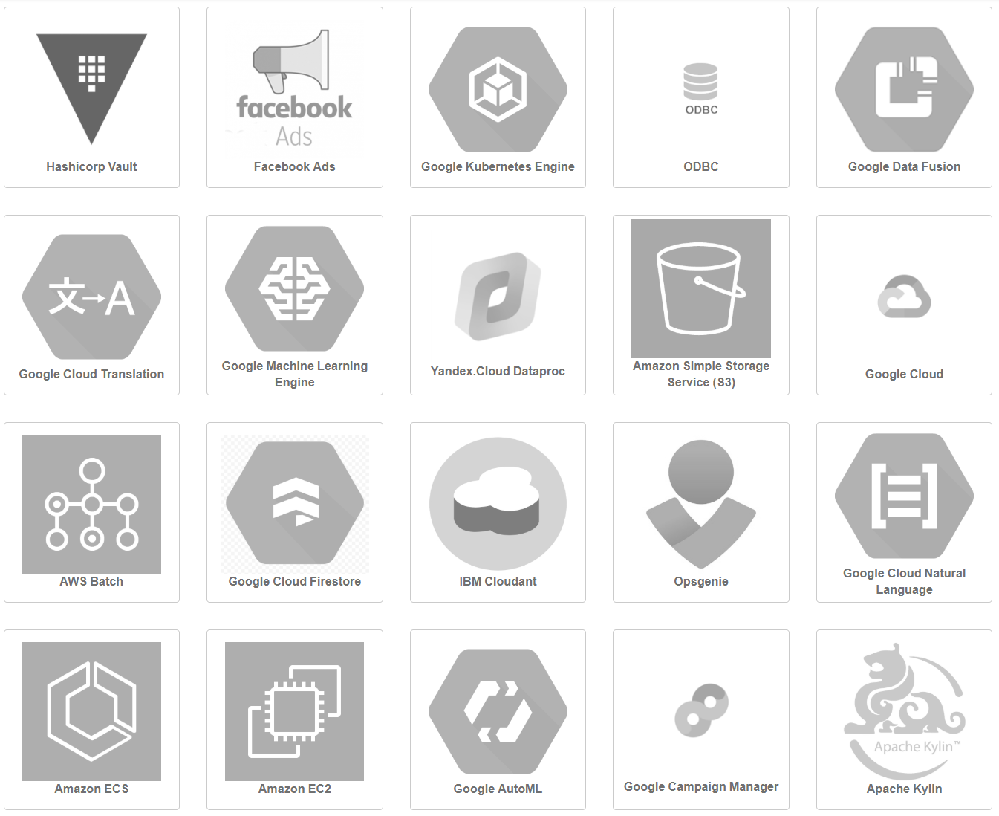 facebook
Ads
ODBC
Hashicorp Vault
Facebook Ads
Google Kubernetes Engine
ODBC
Google Data Fusion
文→A
Google Cloud Translation
Google Machine Learning
Engine
Yandex.Cloud Dataproc
Amazon Simple Storage
Service (S3)
Google Cloud
AWS Batch
Google Cloud Firestore
IBM Cloudant
Opsgenie
Google Cloud Natural
Language
Apache Kylin™
Amazon ECS
Amazon EC2
Google AutoML
Google Campaign Manager
Apache Kylin